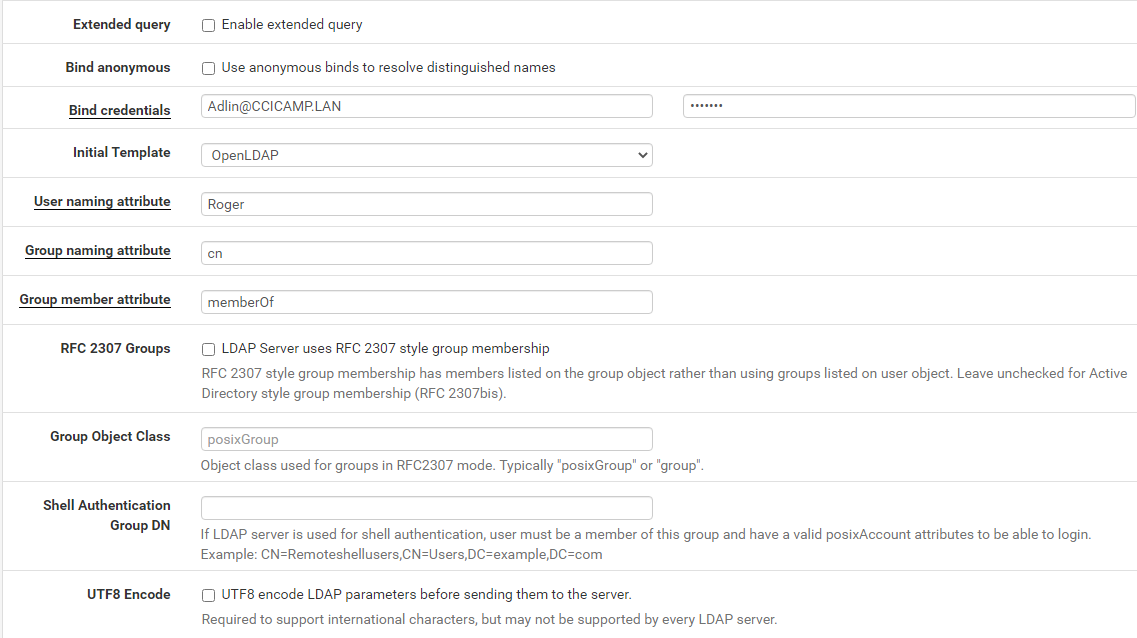 Extended query
Enable extended query
Bind anonymous
Use anonymous binds to resolve distinguished names
Bind credentials
Adlin@CCICAMP.LAN
•••••••
Initial Template
OpenLDAP
User naming attribute
Roger
Group naming attribute
cn
Group member attribute
memberOf
RFC 2307 Groups
LDAP Server uses RFC 2307 style group membership
RFC 2307 style group membership has members listed on the group object rather than using groups listed on user object. Leave unchecked for Active
Directory style group membership (RFC 2307bis).
Group Object Class
posixGroup
Object class used for groups in RFC2307 mode. Typically "posixGroup" or "group".
Shell Authentication
Group DN
If LDAP server is used for shell authentication, user must be a member of this group and have a valid posixAccount attributes to be able to login.
Example: CN=Remoteshellusers,CN=Users,DC=example,DC=com
UTF8 Encode
UTF8 encode LDAP parameters before sending them to the server.
Required to support international characters, but may not be supported by every LDAP server.